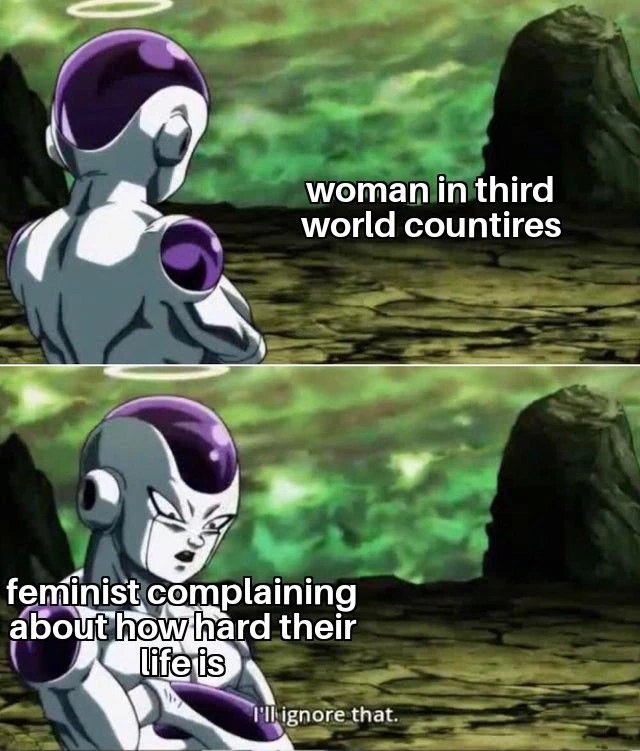 woman in third
world countires
feminist complaining
about how hard their
life is
I'll ignore that.